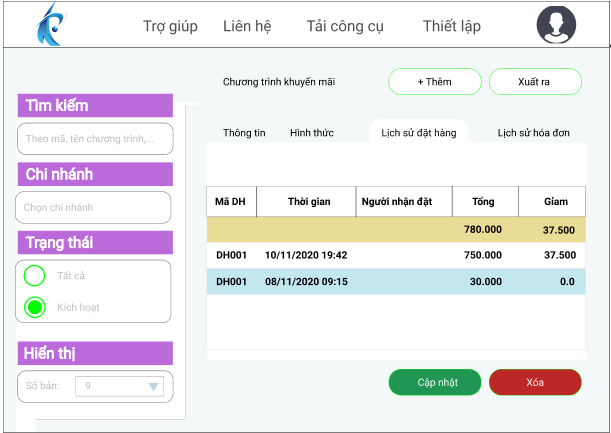 Trợ giúp Liên hệ Tải công cụ Thiết lập
Chương trình khuyến mãi + Thêm Xuất ra
Tìm kiếm
Theo mã, tên chương trình,...
Chi nhánh
Chọn chi nhánh
Trạng thái
Tất cả
Kích hoạt
Hiển thị
Số bản: 9
Thông tin Hình thức Lịch sử đặt hàng Lịch sử hóa đơn
Mã DH Thời gian Người nhận đặt Tổng Gíam
780.000 37.500
DH001 10/11/2020 19:42 750.000 37.500
DH001 08/11/2020 09:15 30.000 0.0
Cập nhật Xóa